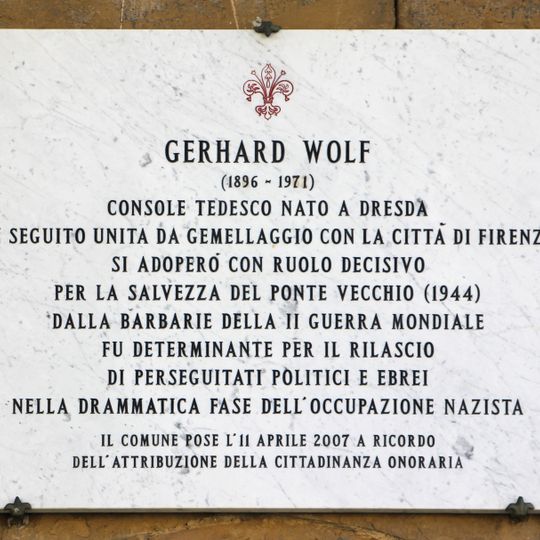 GERHARD WOLF
(1896 - 1971)
CONSOLE TEDESCO NATO A DRESDA
SEGUITO UNITA DA GEMELLAGGIO CON LA CITTÀ DI FIRENZ
SI ADOPERÒ CON RUOLO DECISIVO
PER LA SALVEZZA DEL PONTE VECCHIO (1944)
DALLA BARBARIE DELLA II GUERRA MONDIALE
FU DETERMINANTE PER IL RILASCIO
DI PERSEGUITATI POLITICI E EBREI
NELLA DRAMMATICA FASE DELL'OCCUPAZIONE NAZISTA
IL COMUNE POSE L'11 APRILE 2007 A RICORDO
DELL'ATTRIBUZIONE DELLA CITTADINANZA ONORARIA